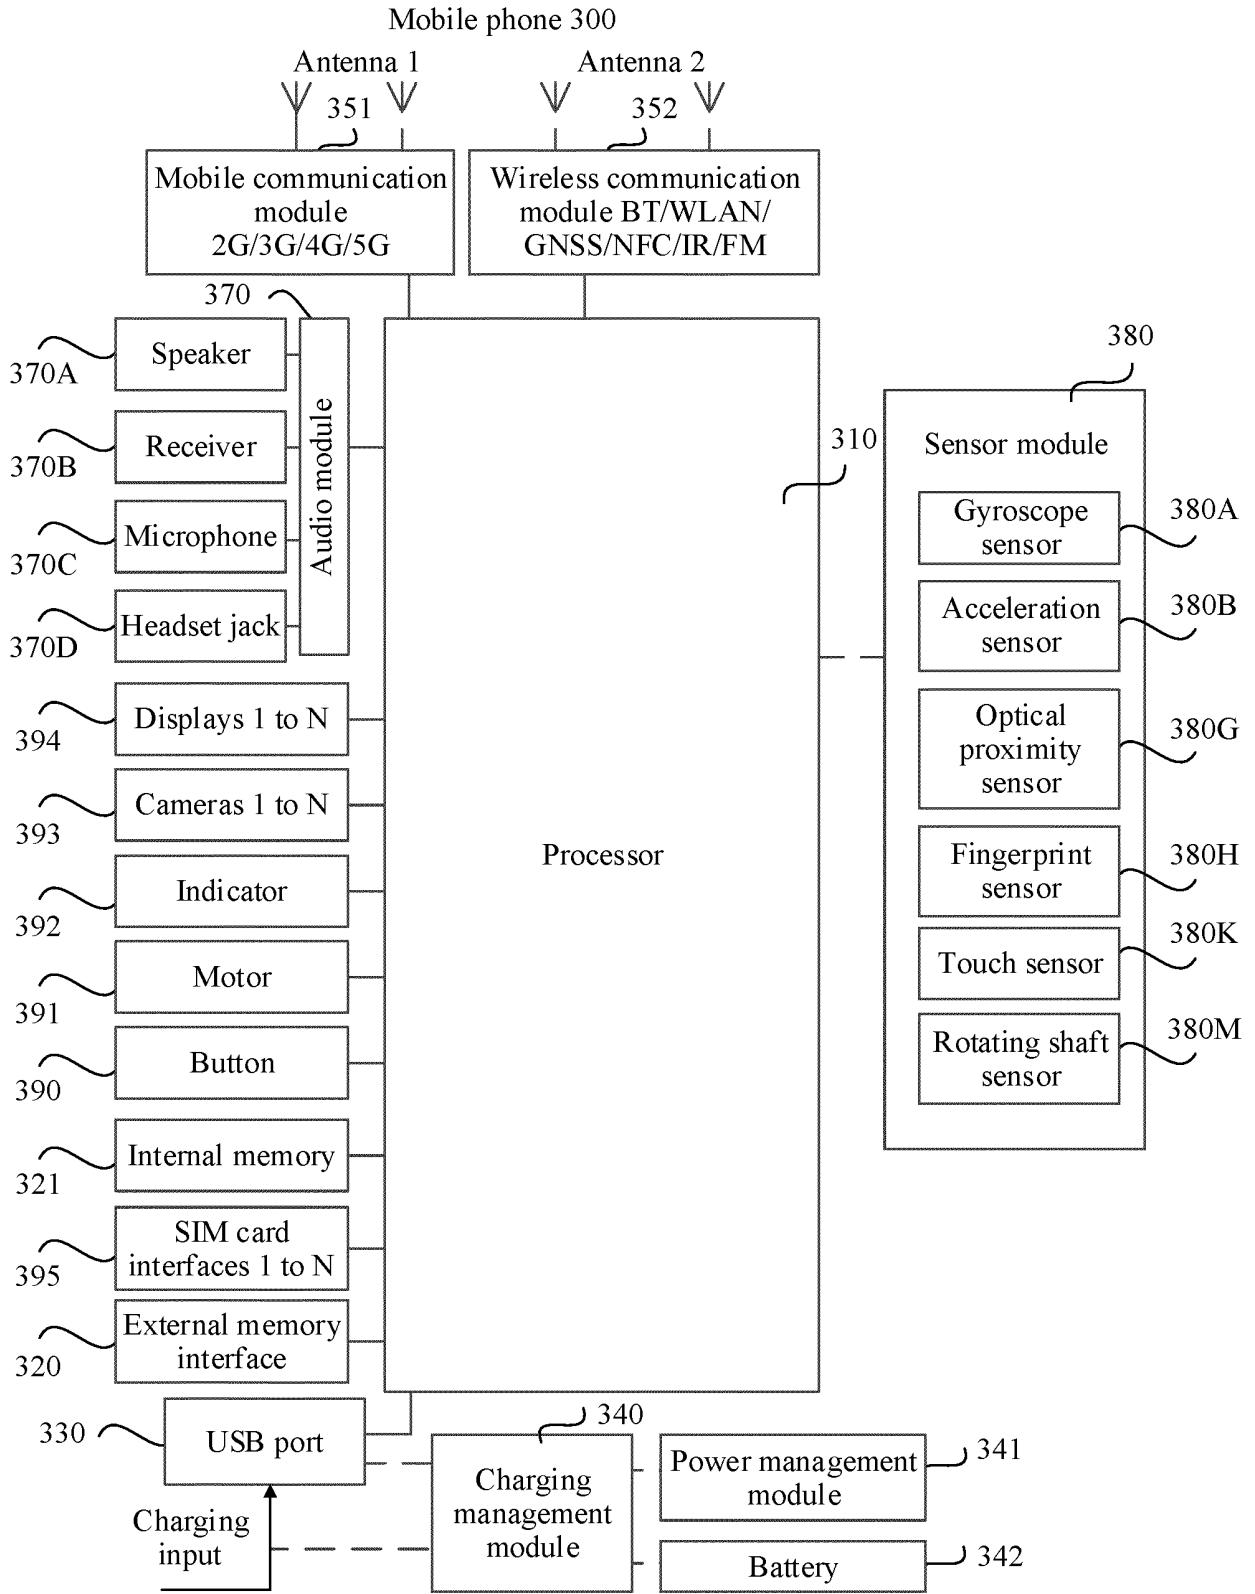 Mobile phone 300
Antenna 1
Antenna 2
351
352
Mobile communication
module
2G/3G/4G/5G
Wireless communication
module BT/WLAN/
GNSS/NFC/IR/FM
370
Speaker
370A
Receiver
370B
Microphone
370C
Headset jack
370D
Audio module
310
Processor
380
Sensor module
Gyroscope
sensor
380A
Acceleration
sensor
380B
Optical
proximity
sensor
380G
Fingerprint
sensor
380H
Touch sensor
380K
Rotating shaft
sensor
380M
Displays 1 to N
394
Cameras 1 to N
393
Indicator
392
Motor
391
Button
390
Internal memory
321
SIM card
interfaces 1 to N
395
External memory
interface
320
330
USB port
340
Charging
management
module
Power management
module
341
Battery
342
Charging
input